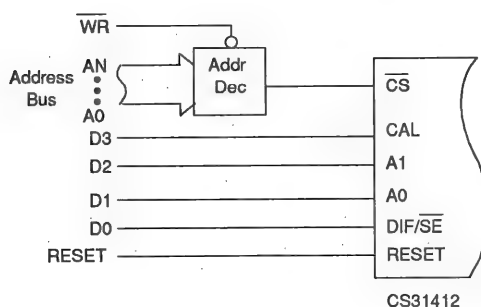 WR
Address
Bus
AN
A0
Addr
Dec
CS
D3
CAL
D2
A1
D1
A0
D0
DIF/SE
RESET
RESET
CS31412